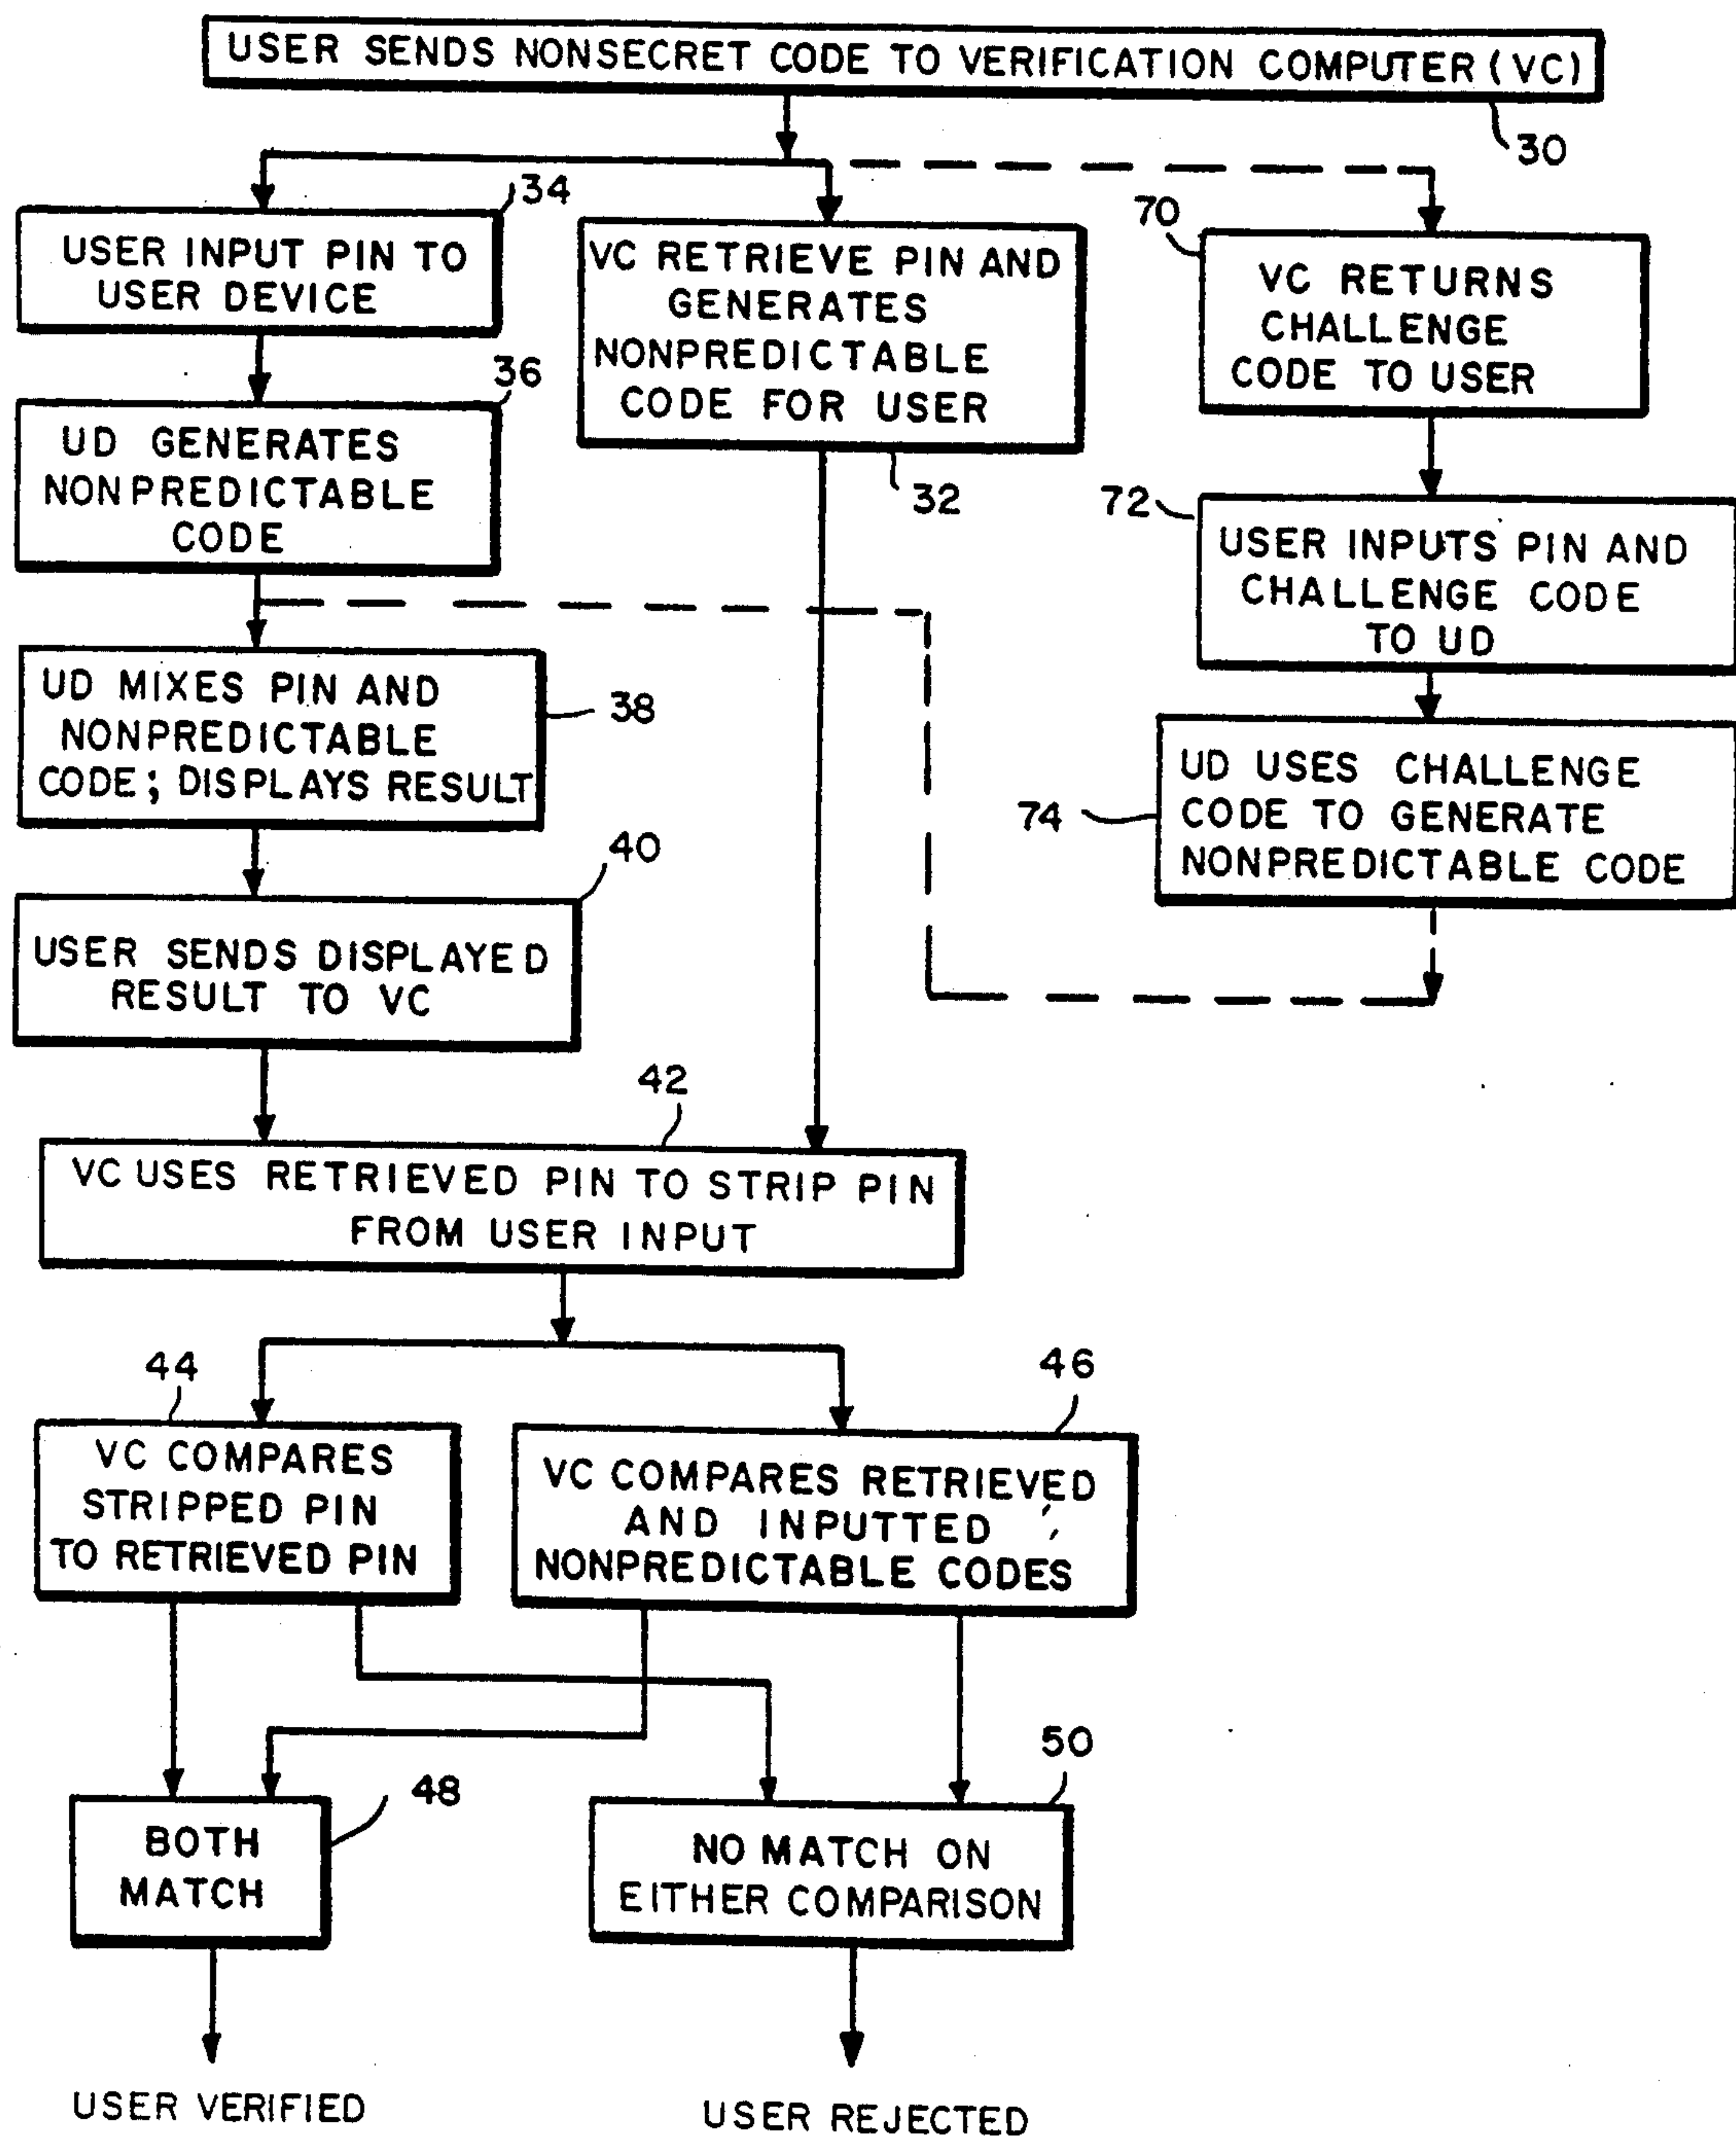 USER SENDS NONSECRET CODE TO VERIFICATION COMPUTER (VC)
30
34
USER INPUT PIN TO
USER DEVICE
VC RETRIEVE PIN AND
GENERATES
NONPREDICTABLE
CODE FOR USER
32
70
VC RETURNS
CHALLENGE
CODE TO USER
36
UD GENERATES
NONPREDICTABLE
CODE
72
USER INPUTS PIN AND
CHALLENGE CODE
TO UD
UD MIXES PIN AND
NONPREDICTABLE
CODE; DISPLAYS RESULT
38
74
UD USES CHALLENGE
CODE TO GENERATE
NONPREDICTABLE CODE
40
USER SENDS DISPLAYED
RESULT TO VC
42
VC USES RETRIEVED PIN TO STRIP PIN
FROM USER INPUT
44
VC COMPARES
STRIPPED PIN
TO RETRIEVED PIN
46
VC COMPARES RETRIEVED
AND INPUTTED
NONPREDICTABLE CODES
48
BOTH
MATCH
50
NO MATCH ON
EITHER COMPARISON
USER VERIFIED
USER REJECTED